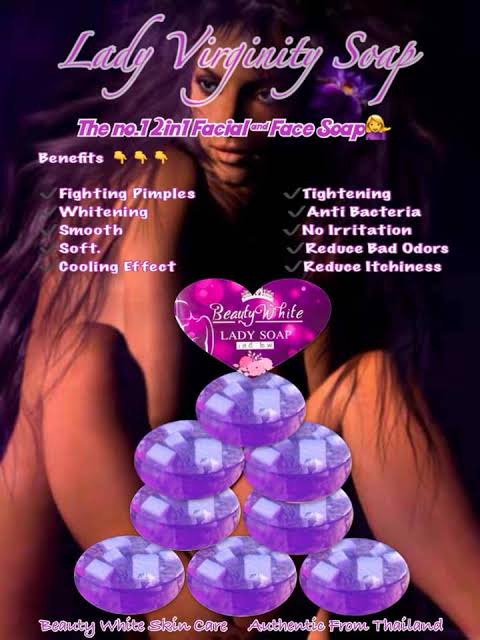 Lady Virginity Soap
The no.1 2in1 Facial and Face Soap💁‍♀️
Benefits 👇👇👇
✔Fighting Pimples
✔Whitening
✔Smooth
✔Soft.
✔Cooling Effect
✔Tightening
✔Anti Bacteria
✔No Irritation
✔Reduce Bad Odors
✔Reduce Itchiness
Beauty White
LADY SOAP
Beauty White Skin Care Authentic From Thailand